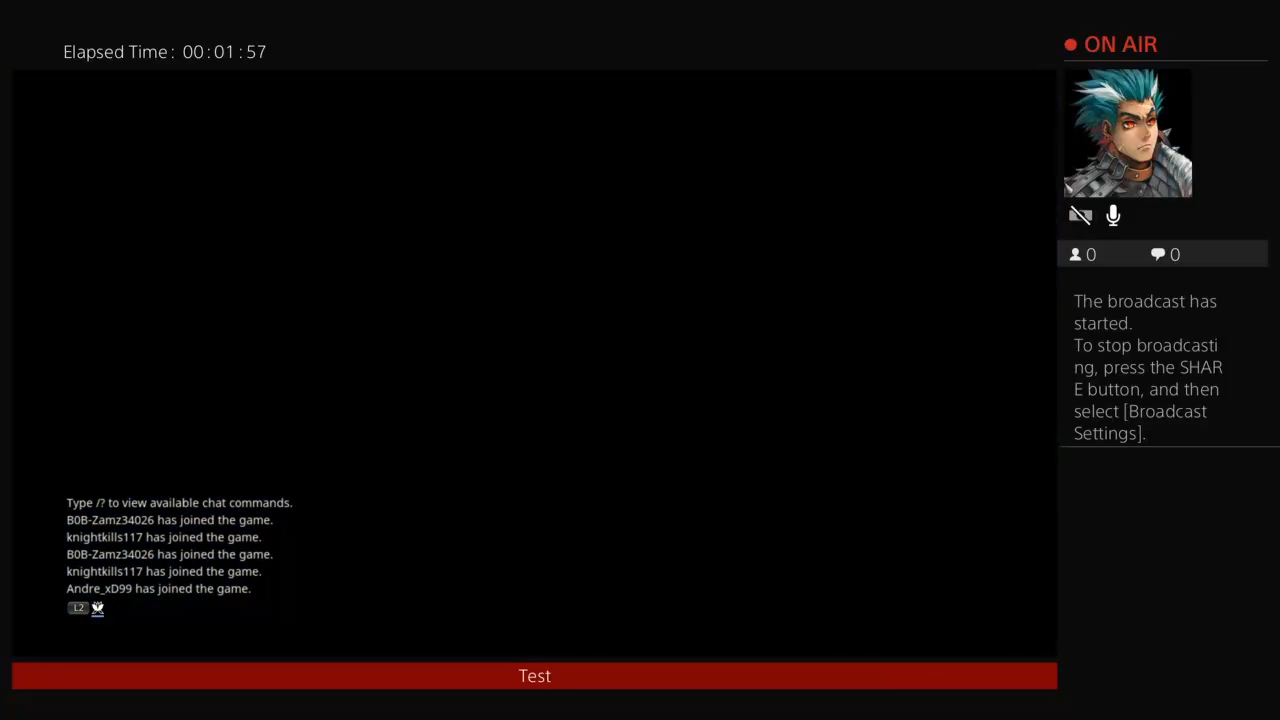 Elapsed Time: 00:01:57
ON AIR
0 0
The broadcast has
started.
To stop broadcasti
ng, press the SHAR
E button, and then
select [Broadcast
Settings].
Type /? to view available chat commands.
B0B-Zamz34026 has joined the game.
knightkills117 has joined the game.
B0B-Zamz34026 has joined the game.
knightkills117 has joined the game.
Andre_xD99 has joined the game.
L2
Test